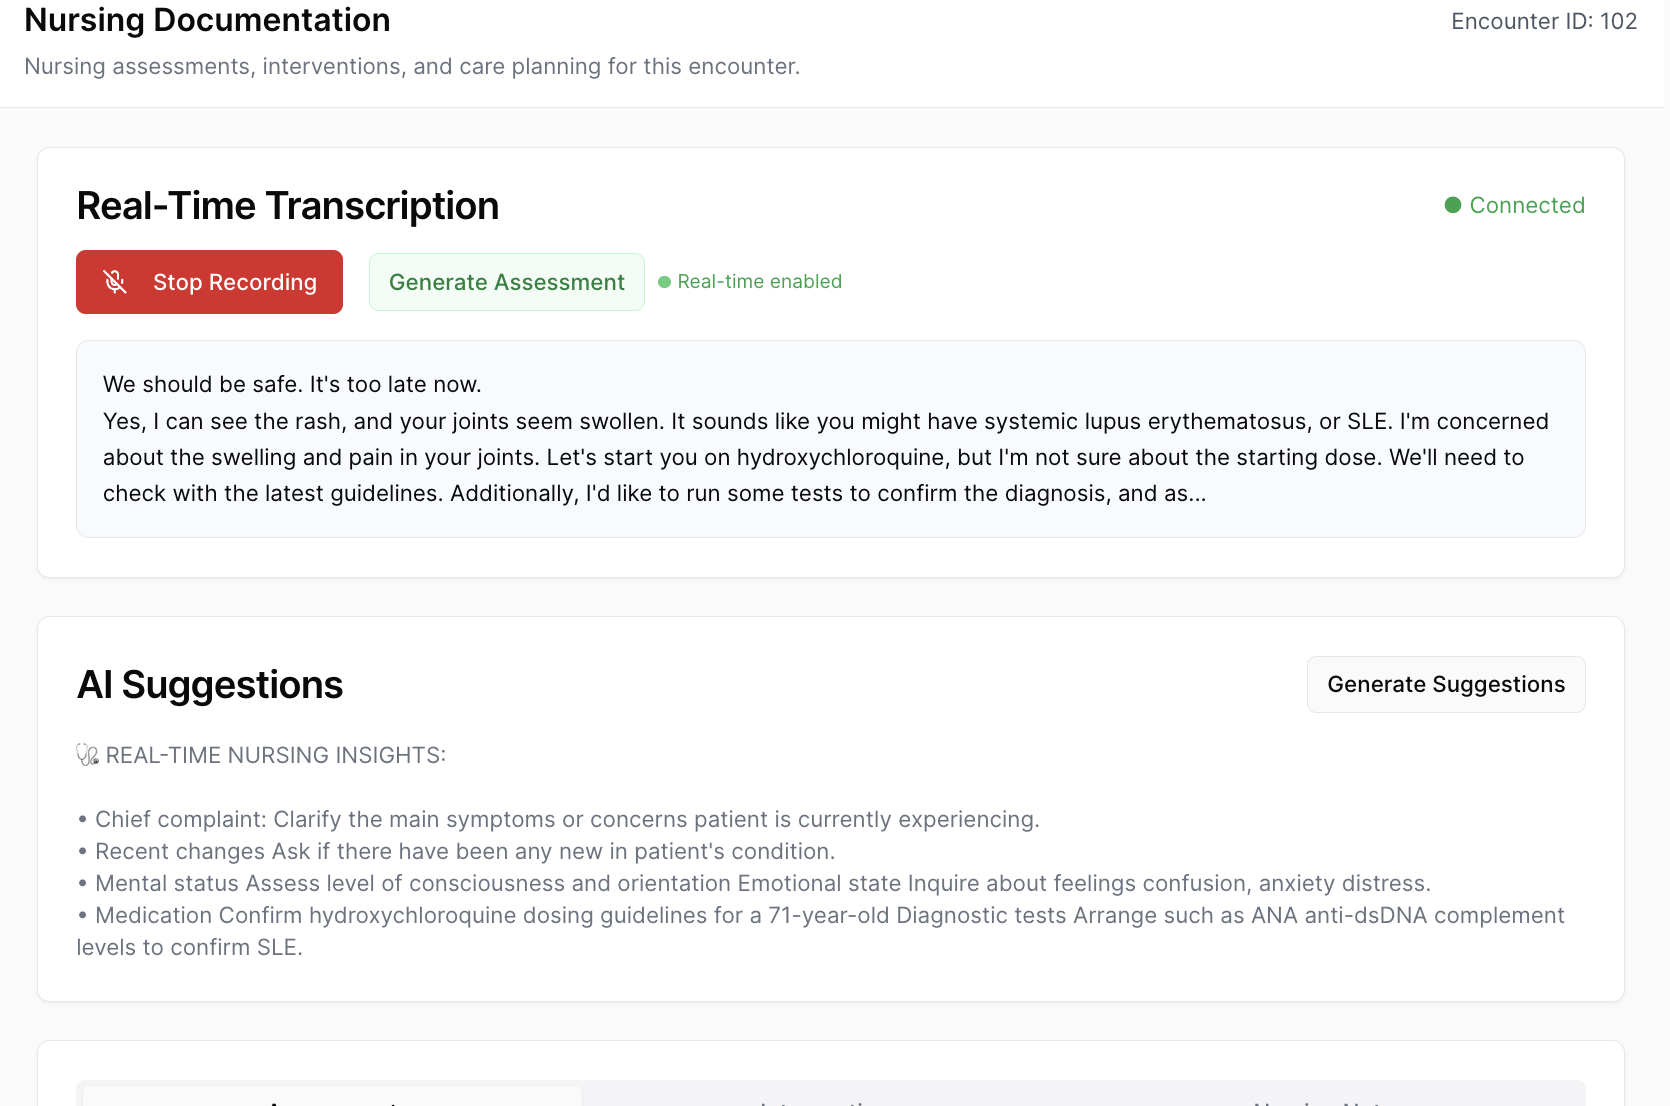 Nursing Documentation
Encounter ID: 102
Nursing assessments, interventions, and care planning for this encounter.
Real-Time Transcription
Connected
Stop Recording
Generate Assessment
Real-time enabled
We should be safe. It's too late now.
Yes, I can see the rash, and your joints seem swollen. It sounds like you might have systemic lupus erythematosus, or SLE. I'm concerned
about the swelling and pain in your joints. Let's start you on hydroxychloroquine, but I'm not sure about the starting dose. We'll need to
check with the latest guidelines. Additionally, I'd like to run some tests to confirm the diagnosis, and as...
AI Suggestions
Generate Suggestions
🩺 REAL-TIME NURSING INSIGHTS:
• Chief complaint: Clarify the main symptoms or concerns patient is currently experiencing.
• Recent changes Ask if there have been any new in patient's condition.
• Mental status Assess level of consciousness and orientation Emotional state Inquire about feelings confusion, anxiety distress.
• Medication Confirm hydroxychloroquine dosing guidelines for a 71-year-old Diagnostic tests Arrange such as ANA anti-dsDNA complement
levels to confirm SLE.